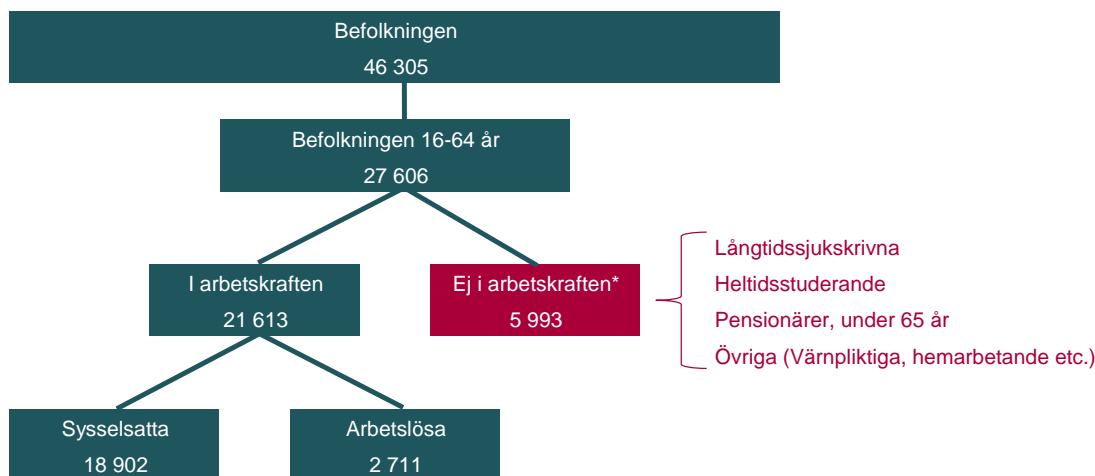 Befolkningen
46 305
Befolkningen 16-64 år
27 606
I arbetskraften
21 613
Ej i arbetskraften*
5 993
Långtidssjukskrivna
Heltidsstuderande
Pensionärer, under 65 år
Övriga (Värnpliktiga, hemarbetande etc.)
Sysselsatta
18 902
Arbetslösa
2 711